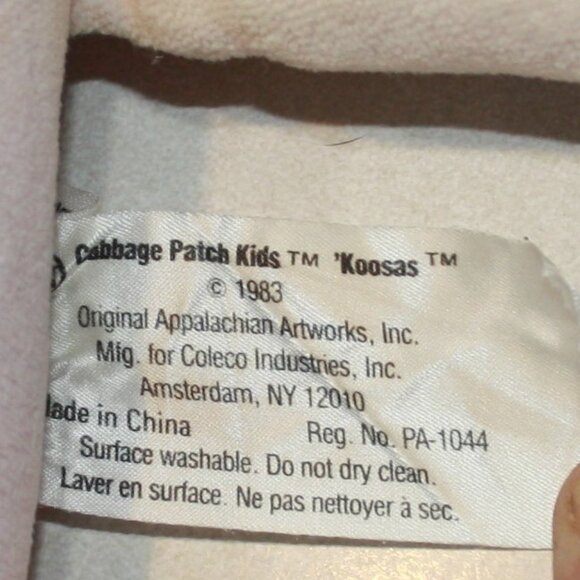 Cabbage Patch Kids ™ 'Koosas ™
© 1983
Original Appalachian Artworks, Inc.
Mfg. for Coleco Industries, Inc.
Amsterdam, NY 12010
Made in China Reg. No. PA-1044
Surface washable. Do not dry clean.
Laver en surface. Ne pas nettoyer à sec.